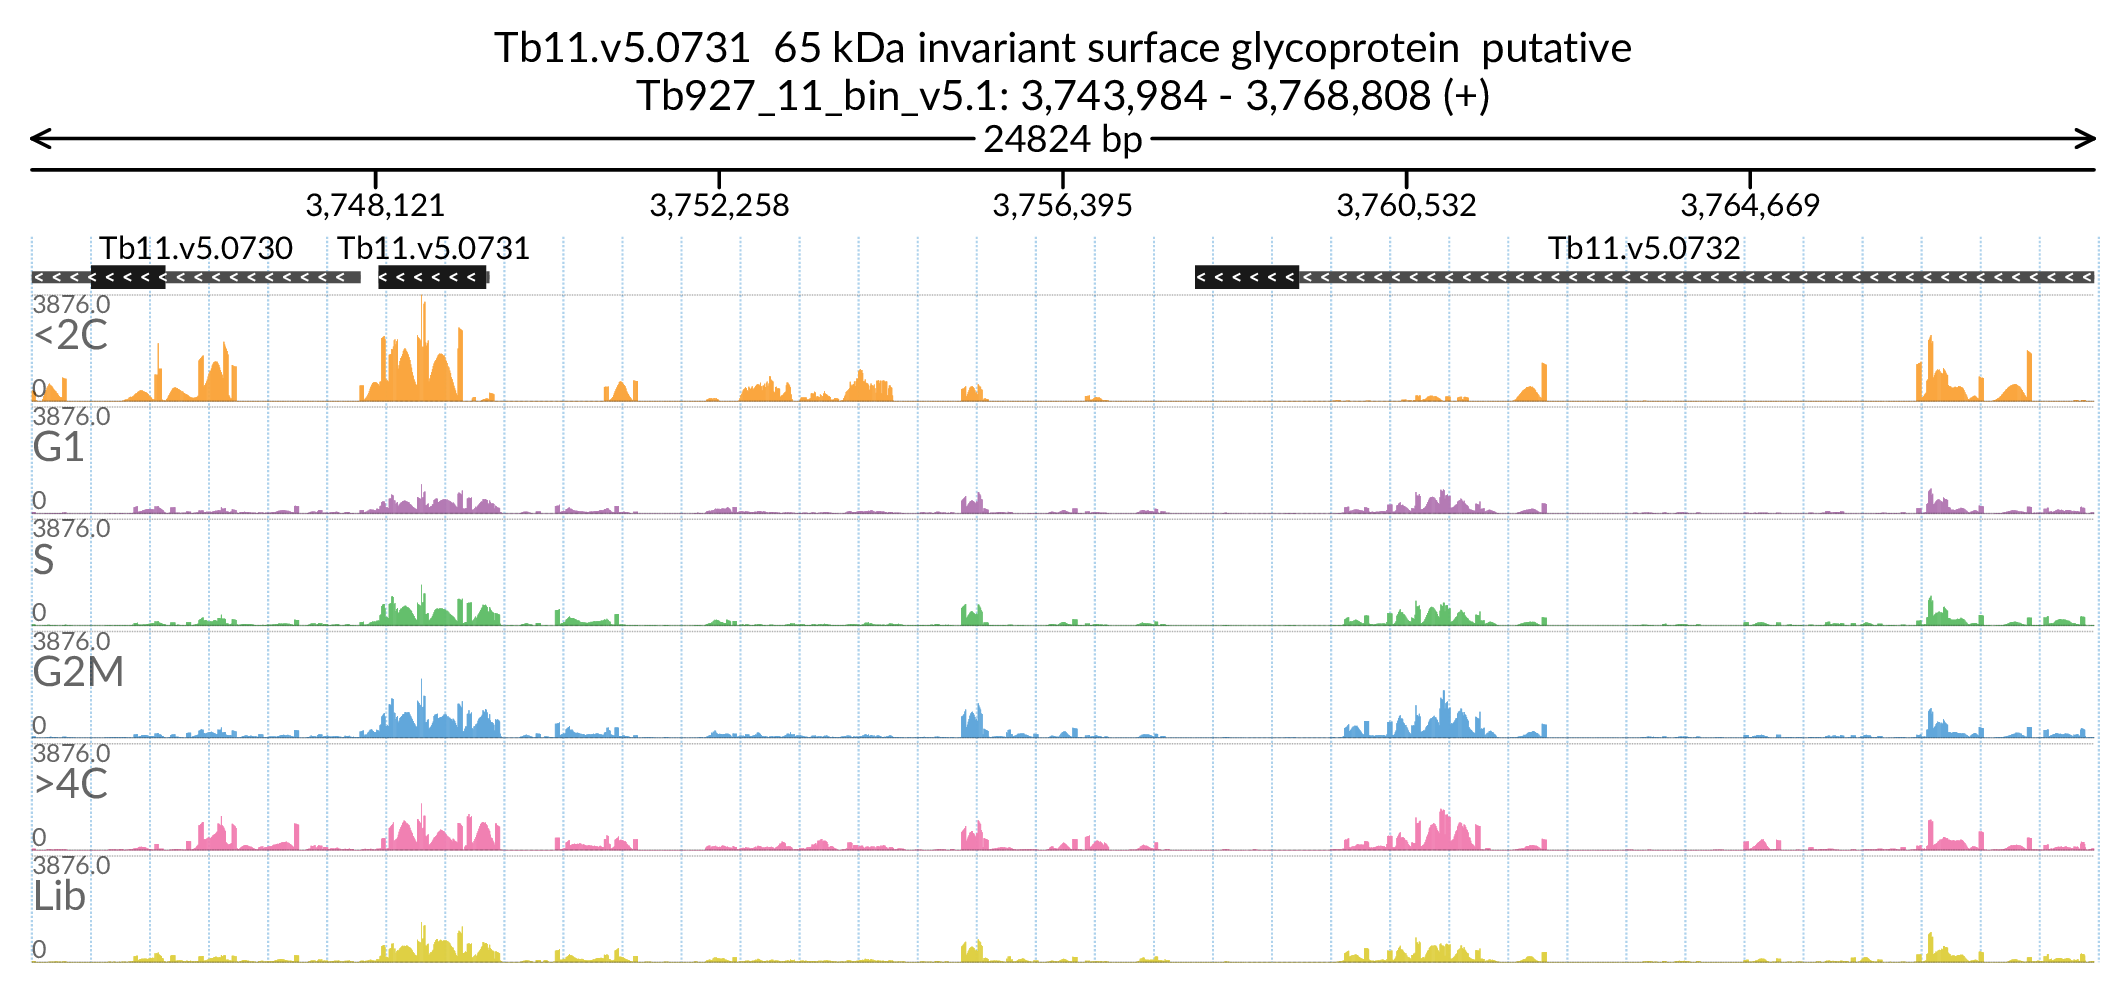 Tb11.v5.0731 65 kDa invariant surface glycoprotein putative
Tb927_11_bin_v5.1: 3,743,984 - 3,768,808 (+)
24824 bp
3,748,121 3,752,258 3,756,395 3,760,532 3,764,669
Tb11.v5.0730 Tb11.v5.0731 Tb11.v5.0732
3876.0
<2C
0
3876.0
G1
0
3876.0
S
0
3876.0
G2M
0
3876.0
>4C
0
3876.0
Lib
0